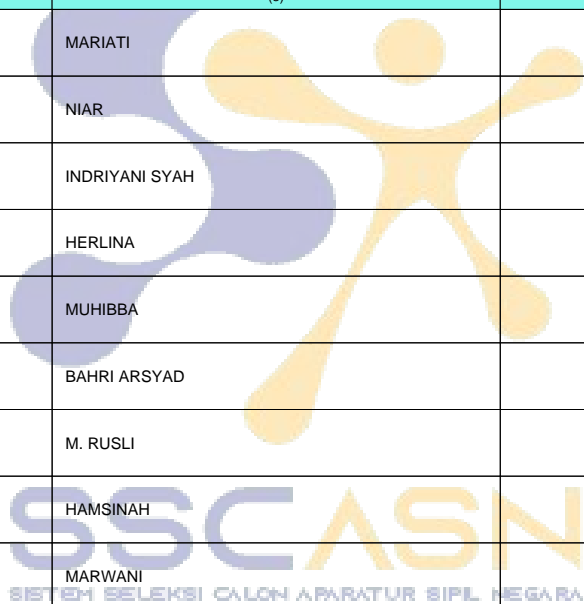 (3)
MARIATI
NIAR
INDRIYANI SYAH
HERLINA
MUHIBBA
BAHRI ARSYAD
M. RUSLI
HAMSINAH
SSCASN
MARWANI
SISTEM SELEKSI CALON APARATUR SIPIL NEGARA